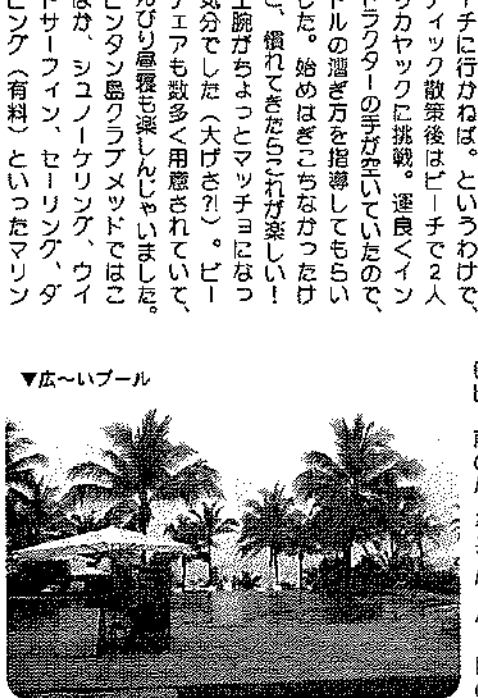 ーチに行かねば。というわけで、
ティック散策後はビーチで2人
りカヤックに挑戦。運良くイン
トラクターの手が空いていたので、
ドルの漕ぎ方を指導してもらい
した。始めはぎこちなかったけ
ど、慣れてきたらこれが楽しい!
二腕がちょっとマッチョになっ
気分でした(大げさ?!)。ビー
チェアも数多く用意されていて、
んびり昼寝も楽しんじゃいました。
ビンタン島クラブメッドではこ
ほか、シュノーケリング、ウイ
ドサーフィン、セーリング、ダ
ビング(有料)といったマリン
▼広~いプール